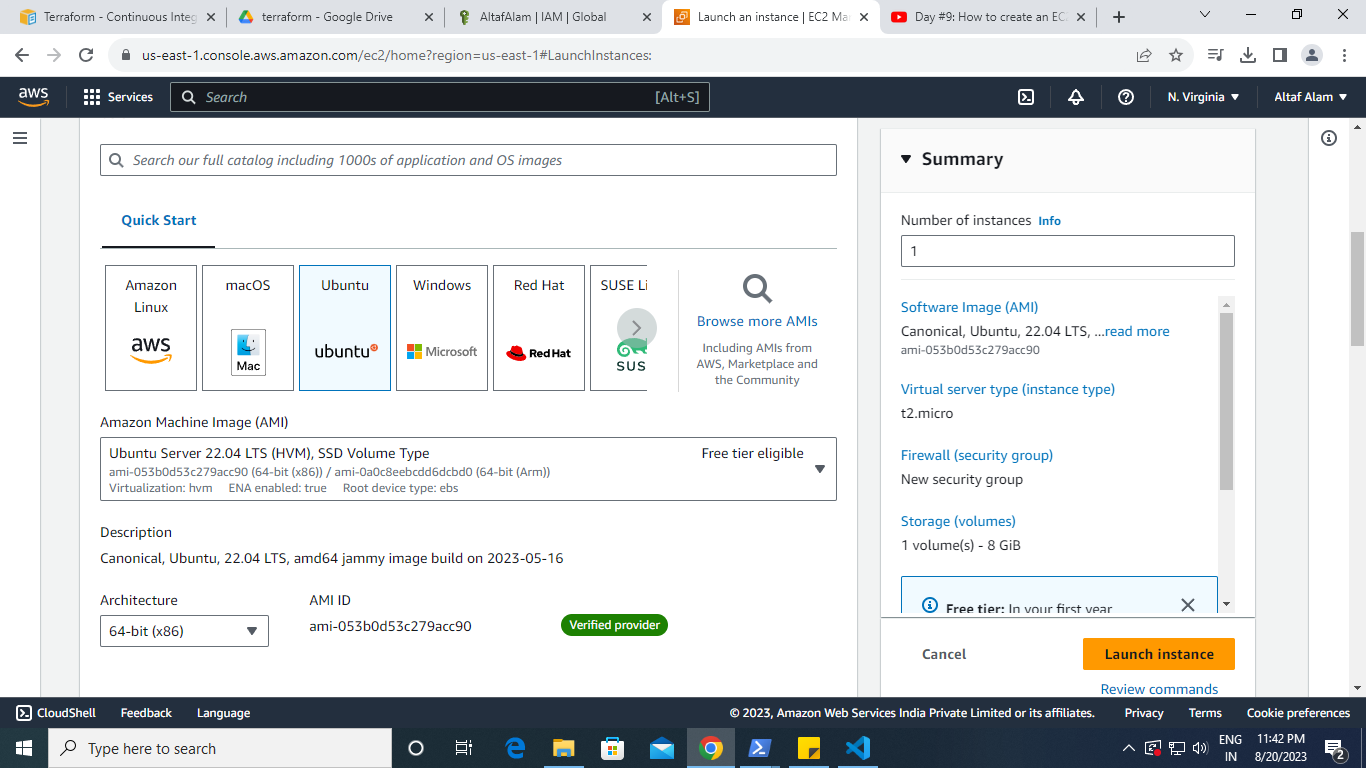 Terraform - Continuous Integ
terraform - Google Drive
AltafAlam | IAM | Global
Launch an instance | EC2 Ma
Day #9: How to create an EC
us-east-1.console.aws.amazon.com/ec2/home?region=us-east-1#LaunchInstances:
aws
Services
Search
[Alt+S]
N. Virginia
Altaf Alam
Search our full catalog including 1000s of application and OS images
Quick Start
Amazon Linux
aws
macOS
Mac
Ubuntu
ubuntu
Windows
Microsoft
Red Hat
Red Hat
SUSE Li
SUS
Browse more AMIs
Including AMIs from
AWS, Marketplace and
the Community
Amazon Machine Image (AMI)
Ubuntu Server 22.04 LTS (HVM), SSD Volume Type
Free tier eligible
ami-053b0d53c279acc90 (64-bit (x86)) / ami-0a0c8eebcdd6dcbd0 (64-bit (Arm))
Virtualization: hvm ENA enabled: true Root device type: ebs
Description
Canonical, Ubuntu, 22.04 LTS, amd64 jammy image build on 2023-05-16
Architecture
64-bit (x86)
AMI ID
ami-053b0d53c279acc90
Verified provider
Summary
Number of instances Info
1
Software Image (AMI)
Canonical, Ubuntu, 22.04 LTS, ...read more
ami-053b0d53c279acc90
Virtual server type (instance type)
t2.micro
Firewall (security group)
New security group
Storage (volumes)
1 volume(s) - 8 GiB
Free tier: In your first year
Cancel
Launch instance
Review commands
CloudShell
Feedback
Language
© 2023, Amazon Web Services India Private Limited or its affiliates.
Privacy
Terms
Cookie preferences
Type here to search
ENG
IN
11:42 PM
8/20/2023
2